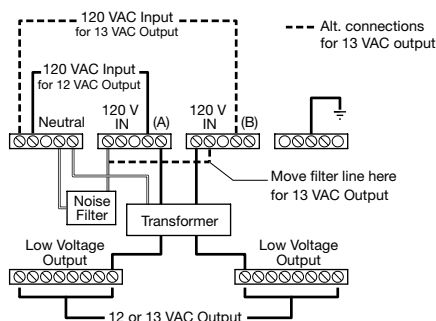 120 VAC Input
for 13 VAC Output
Alt. connections
for 13 VAC output
120 VAC Input
for 12 VAC Output
Neutral
120 V
IN
(A)
120 V
IN
(B)
Move filter line here
for 13 VAC Output
Noise
Filter
Transformer
Low Voltage
Output
Low Voltage
Output
12 or 13 VAC Output